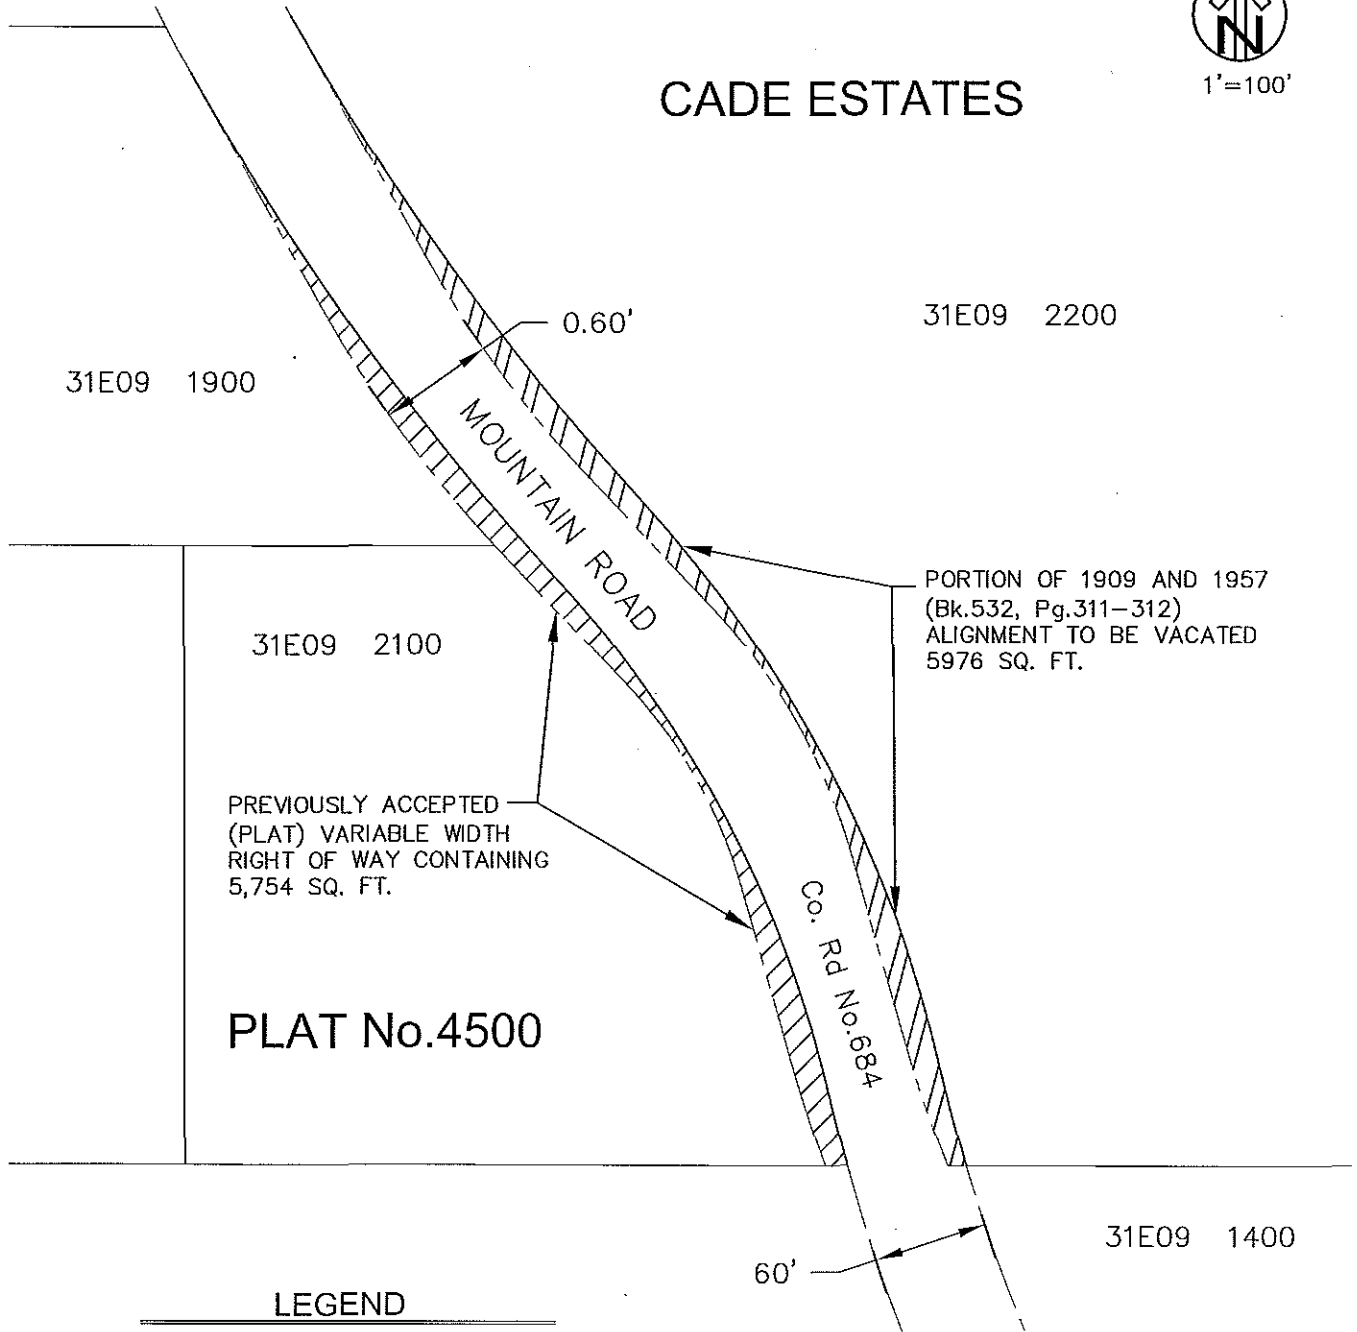 N
1'=100'
CADE ESTATES
0.60'
31E09 2200
31E09 1900
MOUNTAIN ROAD
PORTION OF 1909 AND 1957
(Bk.532, Pg.311-312)
ALIGNMENT TO BE VACATED
5976 SQ. FT.
31E09 2100
PREVIOUSLY ACCEPTED
(PLAT) VARIABLE WIDTH
RIGHT OF WAY CONTAINING
5,754 SQ. FT.
Co. Rd No.684
PLAT No.4500
31E09 1400
60'
LEGEND